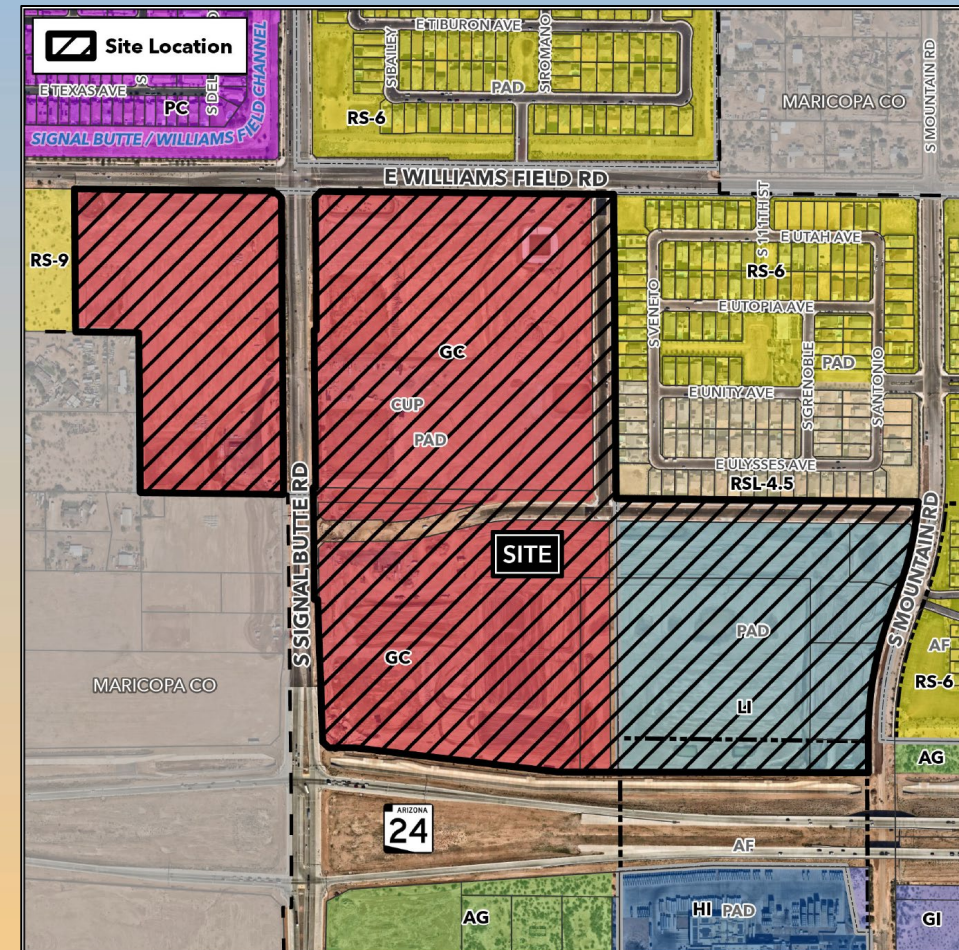 Site Location
E TEXAS AVE
S DEL
PC
SIGNAL BUTTE / WILLIAMS FIELD CHANNEL
E TIBURON AVE
S BAILEY
S ROMANO
PAD
RS-6
MARICOPA CO
S MOUNTAIN RD
E WILLIAMS FIELD RD
RS-9
S 111TH ST
E UTAH AVE
RS-6
S VENETO
E UTOPIA AVE
S GRENOBLE
PAD
S ANTONIO
E UNITY AVE
E ULYSSES AVE
RSL-4.5
GC
CUP
PAD
S SIGNAL BUTTE RD
SITE
S MOUNTAIN RD
PAD
AF
GC
RS-6
MARICOPA CO
LI
AG
ARIZONA
24
AF
AG
HI PAD
GI